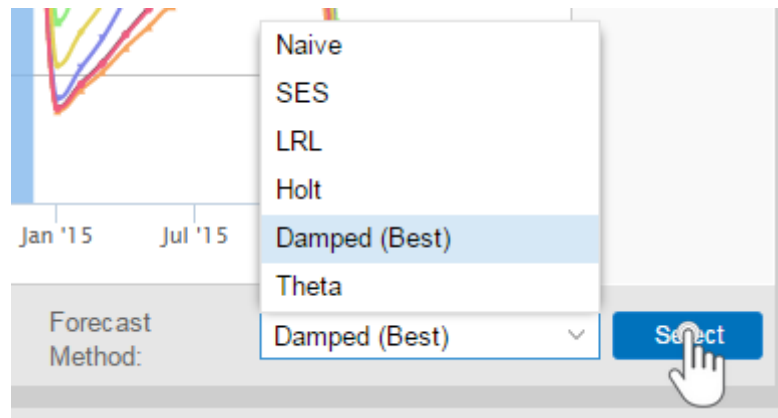 Naive
SES
LRL
Holt
Damped (Best)
Theta
Jan '15 Jul '15
Forecast
Method:
Damped (Best)
Select